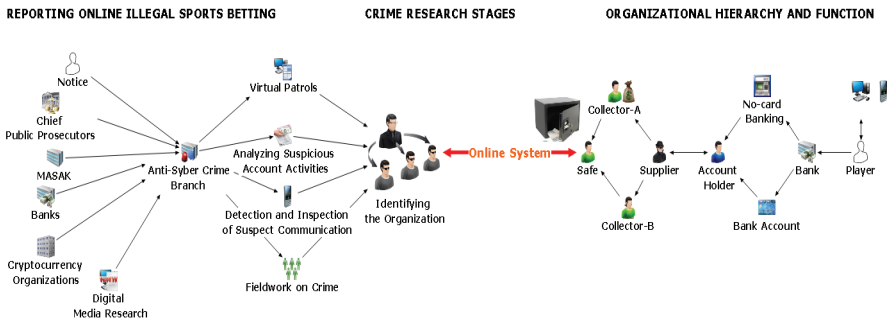 REPORTING ONLINE ILLEGAL SPORTS BETTING
CRIME RESEARCH STAGES
ORGANIZATIONAL HIERARCHY AND FUNCTION
Notice
Chief
Public Prosecutors
MASAK
Banks
Cryptocurrency
Organizations
Digital
Media Research
Anti-Syber Crime
Branch
Virtual Patrols
Analyzing Suspicious
Account Activities
Detection and Inspection
of Suspect Communication
Fieldwork on Crime
Identifying
the Organization
Online System
Safe
Collector-A
Collector-B
Supplier
Account
Holder
No-card
Banking
Bank Account
Bank
Player